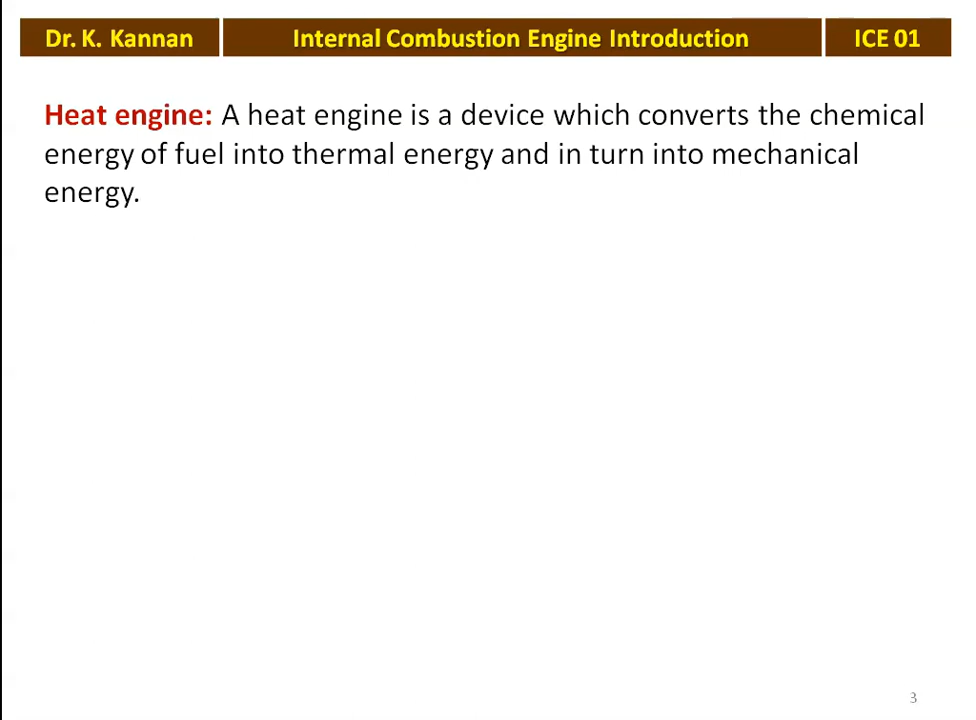 Dr. K. Kannan
Internal Combustion Engine Introduction
ICE 01
Heat engine: A heat engine is a device which converts the chemical
energy of fuel into thermal energy and in turn into mechanical
energy.
3